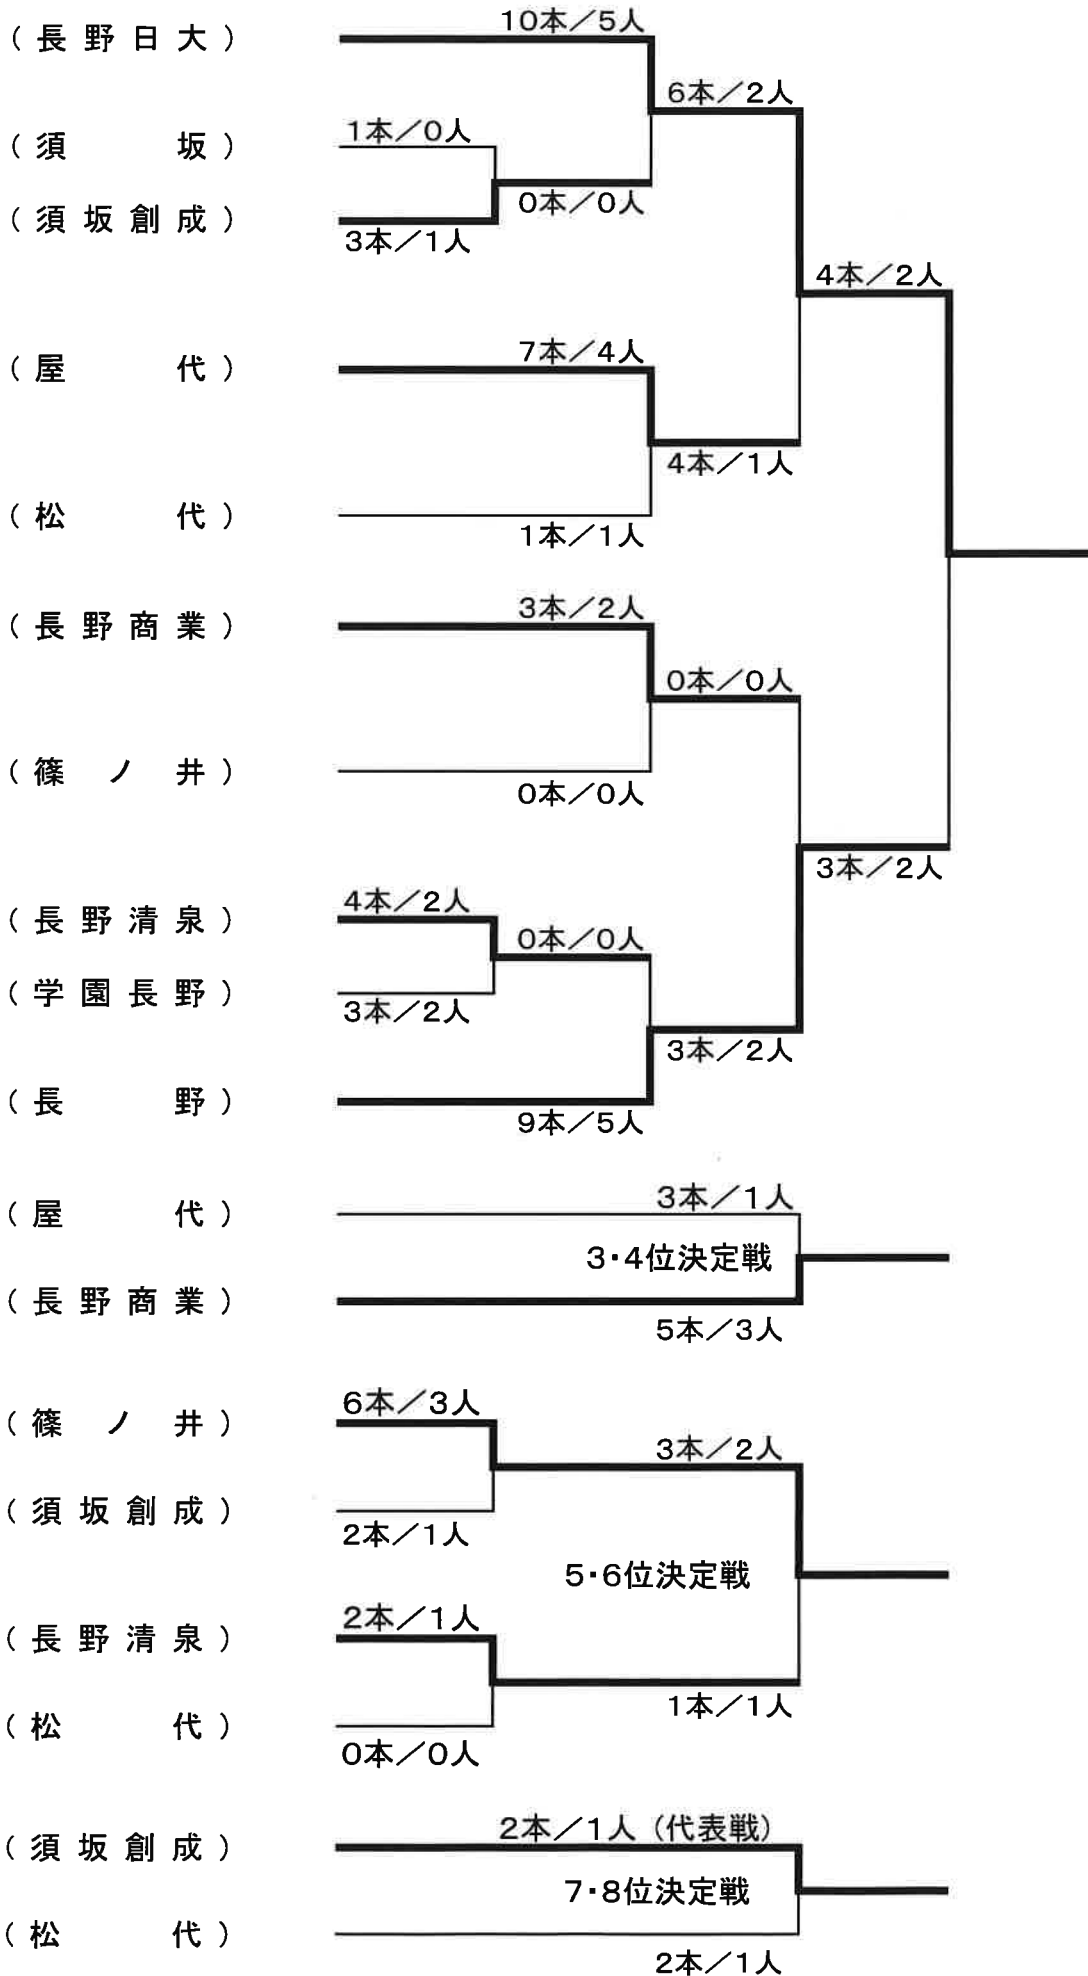 10本／5人
（長野日大）
6本／2人
1本／0人
（須坂）
0本／0人
（須坂創成）
3本／1人
4本／2人
7本／4人
（屋代）
4本／1人
（松代）
1本／1人
3本／2人
（長野商業）
0本／0人
（篠ノ井）
0本／0人
3本／2人
4本／2人
（長野清泉）
0本／0人
（学園長野）
3本／2人
3本／2人
（長野）
9本／5人
3本／1人
（屋代）
3・4位決定戦
（長野商業）
5本／3人
6本／3人
（篠ノ井）
3本／2人
（須坂創成）
2本／1人
5・6位決定戦
2本／1人
（長野清泉）
1本／1人
（松代）
0本／0人
2本／1人（代表戦）
（須坂創成）
7・8位決定戦
（松代）
2本／1人